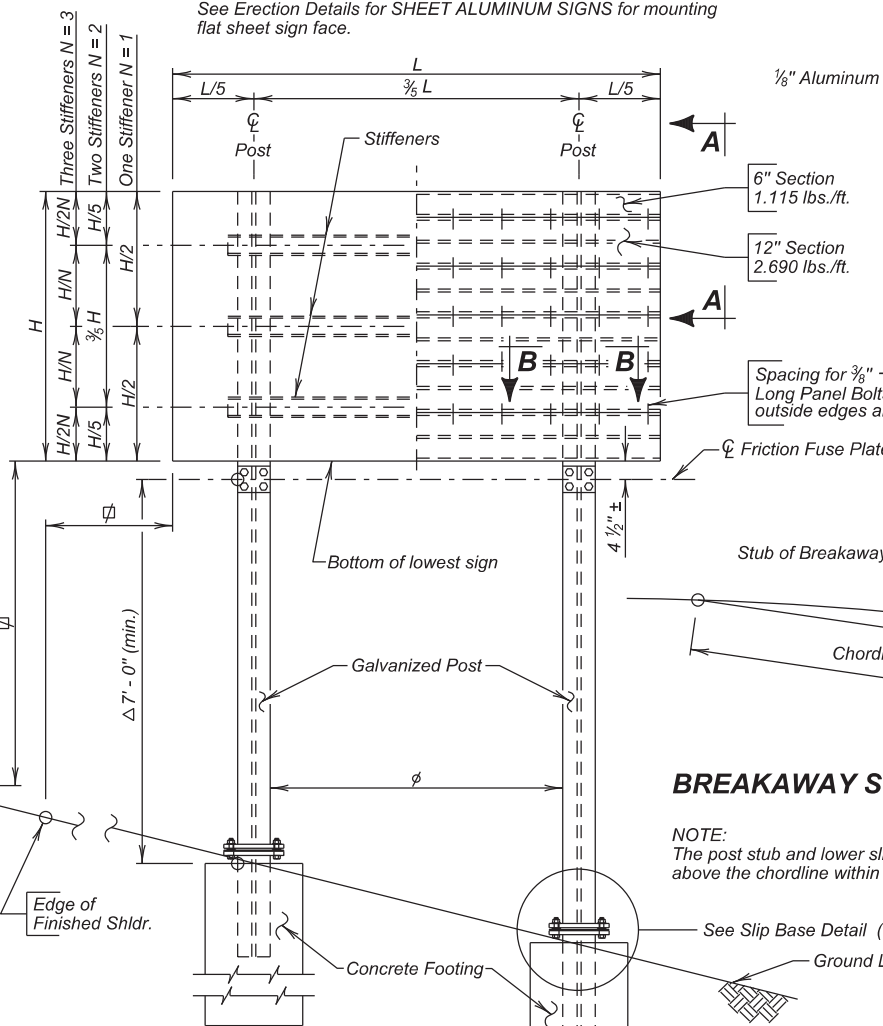 See Erection Details for SHEET ALUMINUM SIGNS for mounting
flat sheet sign face.
Three Stiffeners N = 3
Two Stiffeners N = 2
One Stiffener N = 1
L
L/5
⅗ L
L/5
⅛" Aluminum
℄
Post
℄
Post
Stiffeners
A
6" Section
1.115 lbs./ft.
12" Section
2.690 lbs./ft.
A
H
H/2N
H/N
H/N
H/2N
H/5
⅗ H
H/5
H/2
H/2
B
B
Spacing for ⅜" -
Long Panel Bolt
outside edges a
℄ Friction Fuse Plate
4 ½" ±
Bottom of lowest sign
Stub of Breakaway
Chordl
△ 7' - 0" (min.)
Galvanized Post
ø
BREAKAWAY S
NOTE:
The post stub and lower sl
above the chordline within
Edge of
Finished Shldr.
See Slip Base Detail (
Ground L
Concrete Footing